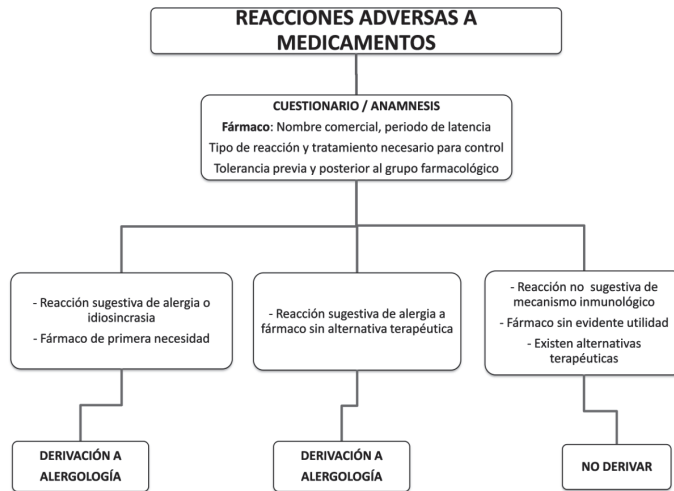 REACCIONES ADVERSAS A
MEDICAMENTOS
CUESTIONARIO / ANAMNESIS
Fármaco: Nombre comercial, periodo de latencia
Tipo de reacción y tratamiento necesario para control
Tolerancia previa y posterior al grupo farmacológico
- Reacción sugestiva de alergia o
idiosincrasia
- Fármaco de primera necesidad
- Reacción sugestiva de alergia a
fármaco sin alternativa terapéutica
- Reacción no sugestiva de
mecanismo inmunológico
- Fármaco sin evidente utilidad
- Existen alternativas
terapéuticas
DERIVACIÓN A
ALERGOLOGÍA
DERIVACIÓN A
ALERGOLOGÍA
NO DERIVAR